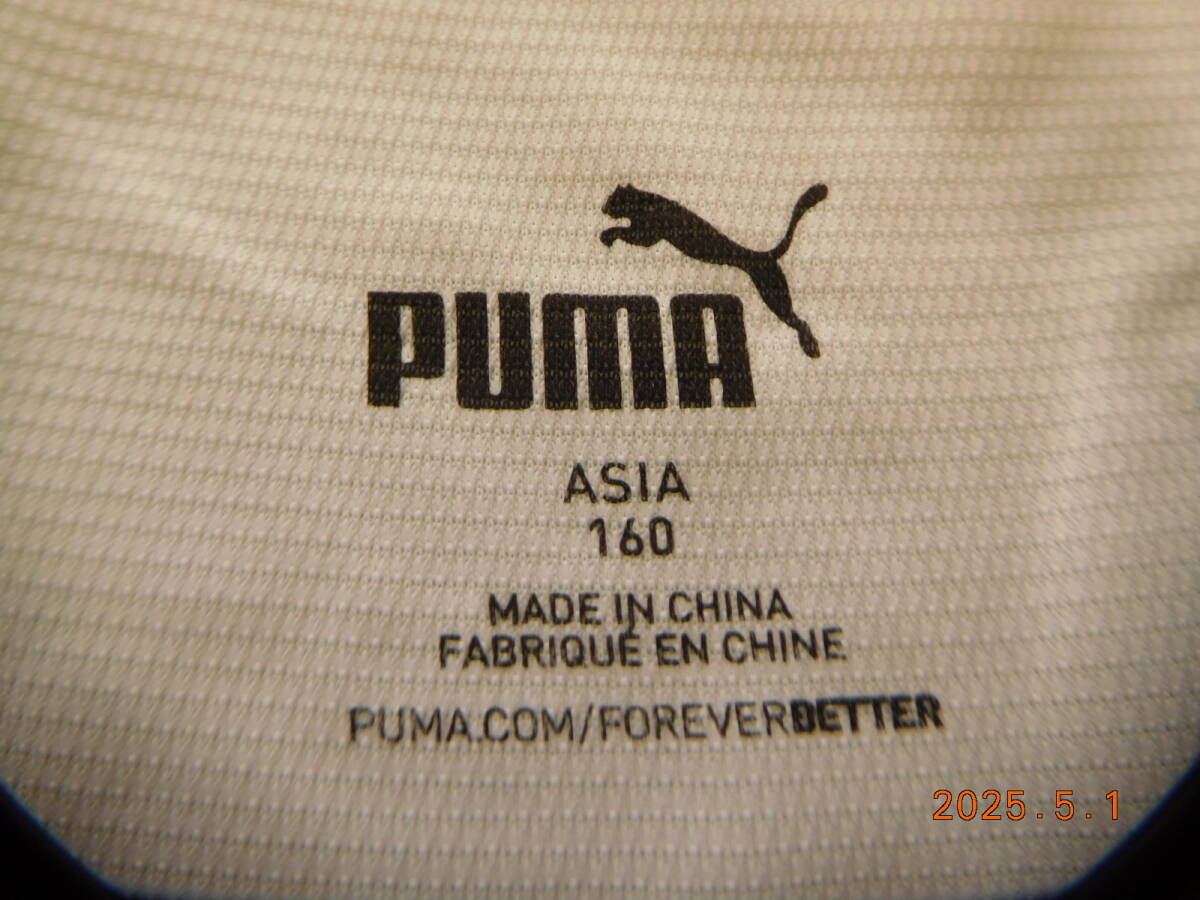 PUMA
ASIA
160
MADE IN CHINA
FABRIQUÉ EN CHINE
PUMA.COM/FOREVERBETTER
2025.5.1